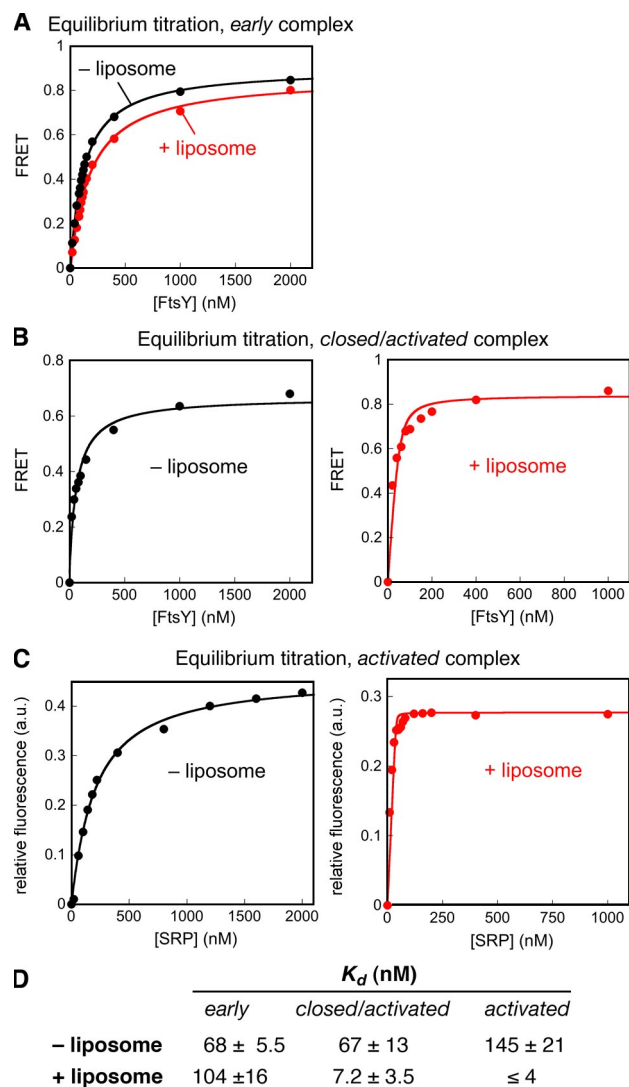 A Equilibrium titration, early complex
FRET
1
0.8
0.6
0.4
0.2
0
– liposome
+ liposome
0 500 1000 1500 2000
[FtsY] (nM)
B Equilibrium titration, closed/activated complex
FRET
0.8
0.6
0.4
0.2
0
– liposome
0 500 1000 1500 2000
[FtsY] (nM)
FRET
1
0.8
0.6
0.4
0.2
0
+ liposome
0 200 400 600 800 1000
[FtsY] (nM)
C Equilibrium titration, activated complex
relative fluorescence (a.u.)
0.4
0.3
0.2
0.1
0
– liposome
0 500 1000 1500 2000
[SRP] (nM)
relative fluorescence (a.u.)
0.3
0.2
0.1
0
+ liposome
0 250 500 750 1000
[SRP] (nM)
D Kd (nM)
early closed/activated activated
– liposome 68 ± 5.5 67 ± 13 145 ± 21
+ liposome 104 ±16 7.2 ± 3.5 ≤ 4